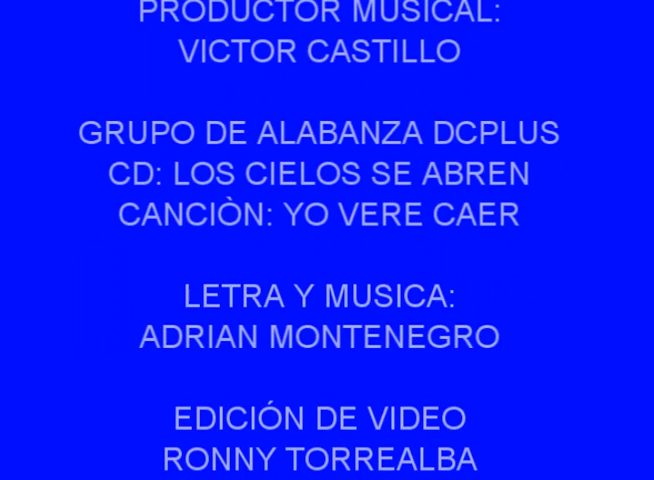 PRODUCTOR MUSICAL:
VICTOR CASTILLO
GRUPO DE ALABANZA DCPLUS
CD: LOS CIELOS SE ABREN
CANCIÒN: YO VERE CAER
LETRA Y MUSICA:
ADRIAN MONTENEGRO
EDICIÓN DE VIDEO
RONNY TORREALBA